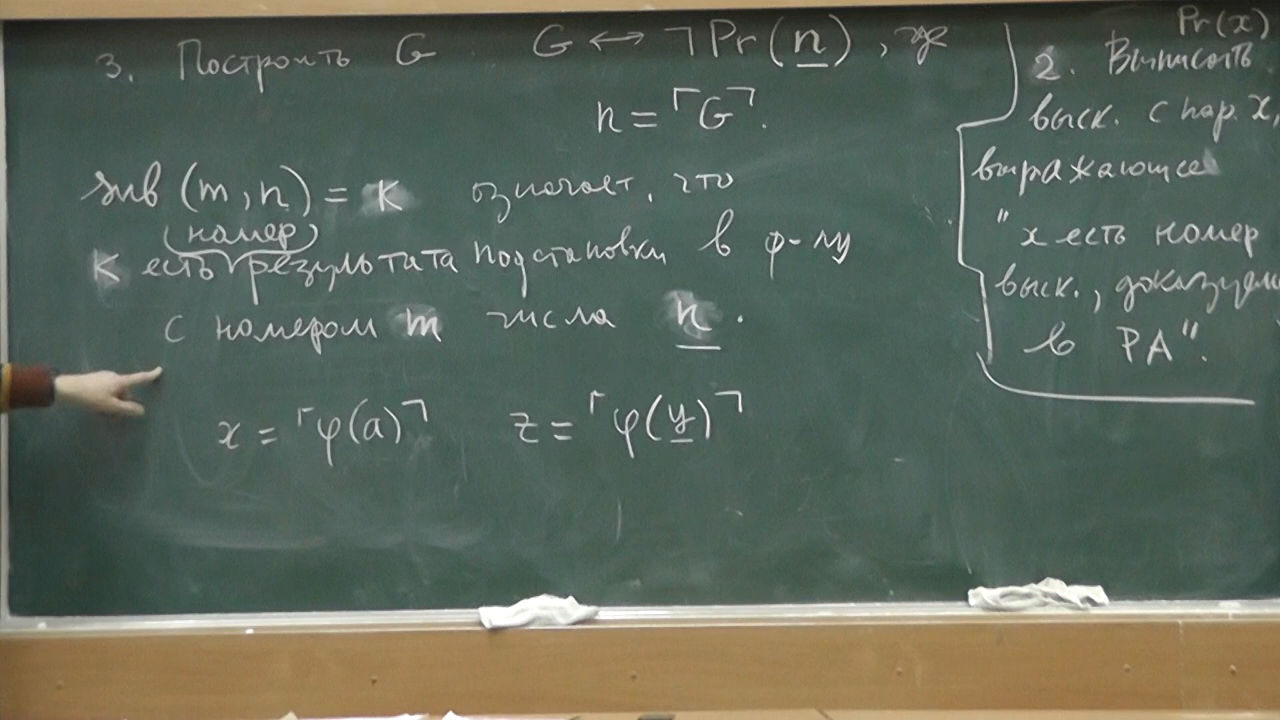 3. Построить G. G ↔ ¬Pr(n), где
n = ⌜G⌝.
sub (m, n) = k означает, что
(номер)
k есть результата подстановки в ф-лу
с номером m числа n.
x = ⌜φ(a)⌝ z = ⌜φ(y)⌝
Pr(x)
2. Выписать
выск. с пар. x,
выражающее
"x есть номер
выск., доказуем
в PA".